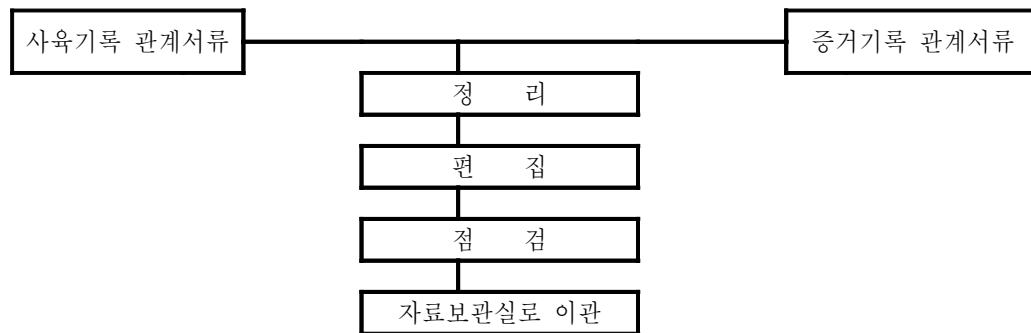 사육기록 관계서류
증거기록 관계서류
정 리
편 집
점 검
자료보관실로 이관